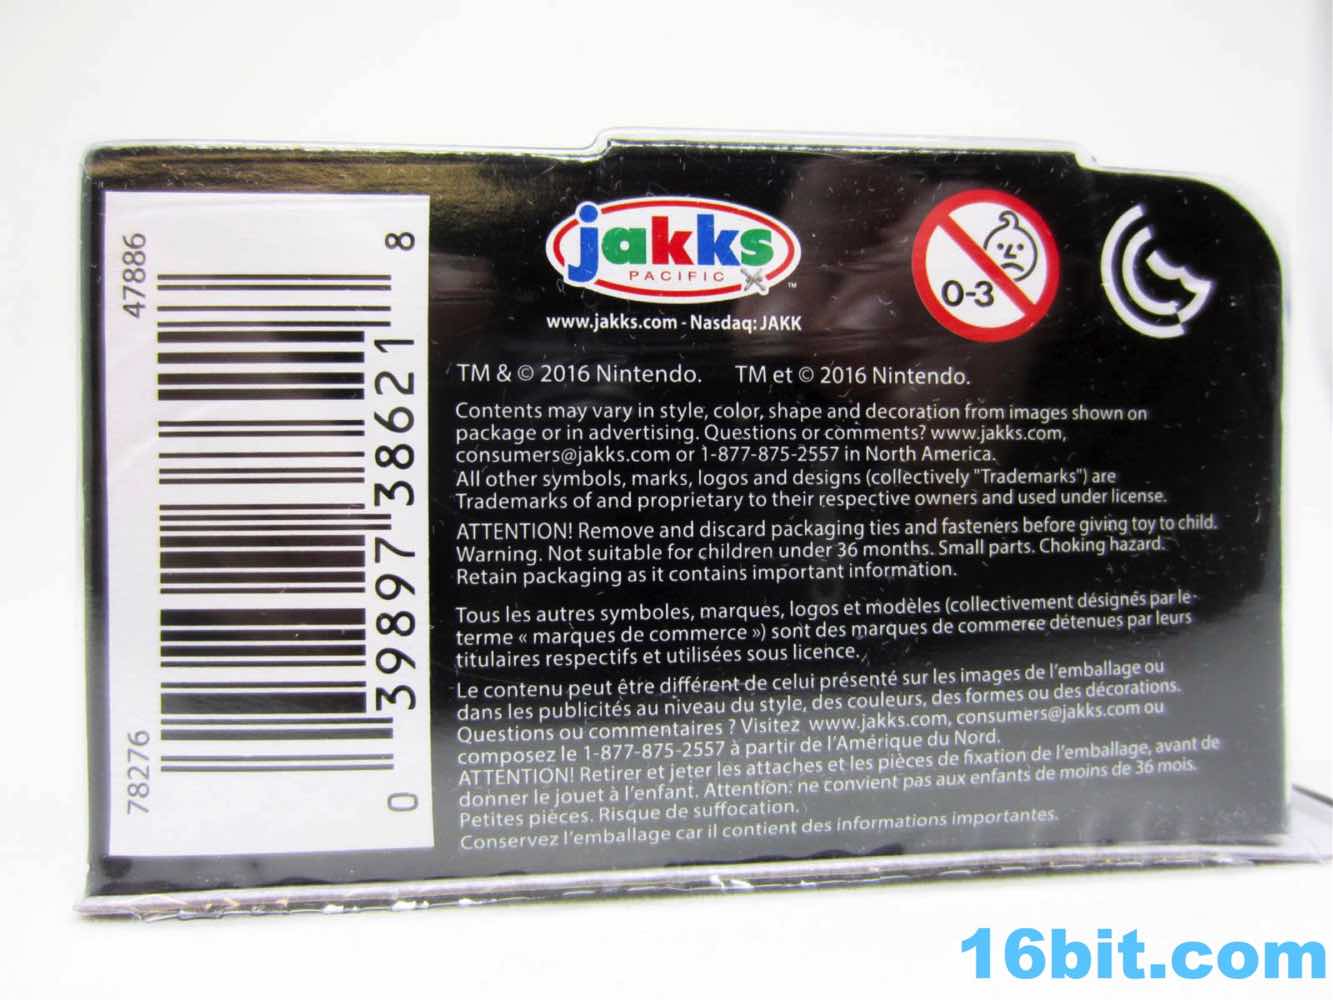 47886
78276
0 39897 38621 8
jakks
PACIFIC
™
www.jakks.com - Nasdaq: JAKK
0-3
TM & © 2016 Nintendo. TM et © 2016 Nintendo.
Contents may vary in style, color, shape and decoration from images shown on
package or in advertising. Questions or comments? www.jakks.com,
consumers@jakks.com or 1-877-875-2557 in North America.
All other symbols, marks, logos and designs (collectively "Trademarks") are
Trademarks of and proprietary to their respective owners and used under license.
ATTENTION! Remove and discard packaging ties and fasteners before giving toy to child.
Warning. Not suitable for children under 36 months. Small parts. Choking hazard.
Retain packaging as it contains important information.
Tous les autres symboles, marques, logos et modèles (collectivement désignés par le
terme « marques de commerce ») sont des marques de commerce détenues par leurs
titulaires respectifs et utilisées sous licence.
Le contenu peut être différent de celui présenté sur les images de l'emballage ou
dans les publicités au niveau du style, des couleurs, des formes ou des décorations.
Questions ou commentaires ? Visitez www.jakks.com, consumers@jakks.com ou
composez le 1-877-875-2557 à partir de l'Amérique du Nord.
ATTENTION! Retirer et jeter les attaches et les pièces de fixation de l'emballage, avant de
donner le jouet à l'enfant. Attention: ne convient pas aux enfants de moins de 36 mois.
Petites pièces. Risque de suffocation.
Conservez l'emballage car il contient des informations importantes.
16bit.com